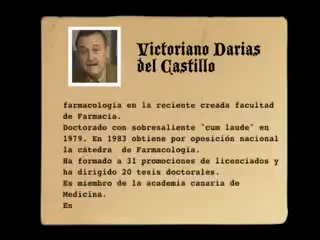 Victoriano Darias
del Castillo
farmacología en la reciente creada facultad
de Farmacia.
Doctorado con sobresaliente "cum laude" en
1979. En 1983 obtiene por oposición nacional
la cátedra de Farmacología.
Ha formado a 31 promociones de licenciados y
ha dirigido 20 tesis doctorales.
Es miembro de la academia canaria de
Medicina.
En